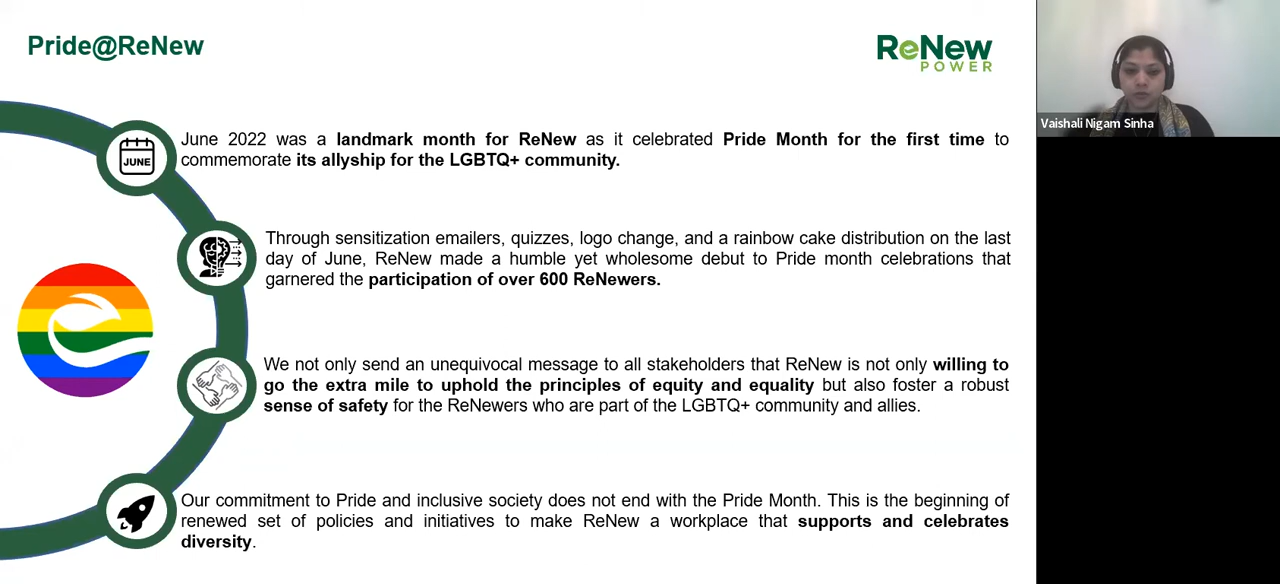 Pride@ReNew
ReNew
POWER
Vaishali Nigam Sinha
JUNE
June 2022 was a landmark month for ReNew as it celebrated Pride Month for the first time to
commemorate its allyship for the LGBTQ+ community.
Through sensitization emailers, quizzes, logo change, and a rainbow cake distribution on the last
day of June, ReNew made a humble yet wholesome debut to Pride month celebrations that
garnered the participation of over 600 ReNewers.
We not only send an unequivocal message to all stakeholders that ReNew is not only willing to
go the extra mile to uphold the principles of equity and equality but also foster a robust
sense of safety for the ReNewers who are part of the LGBTQ+ community and allies.
Our commitment to Pride and inclusive society does not end with the Pride Month. This is the beginning of
renewed set of policies and initiatives to make ReNew a workplace that supports and celebrates
diversity.